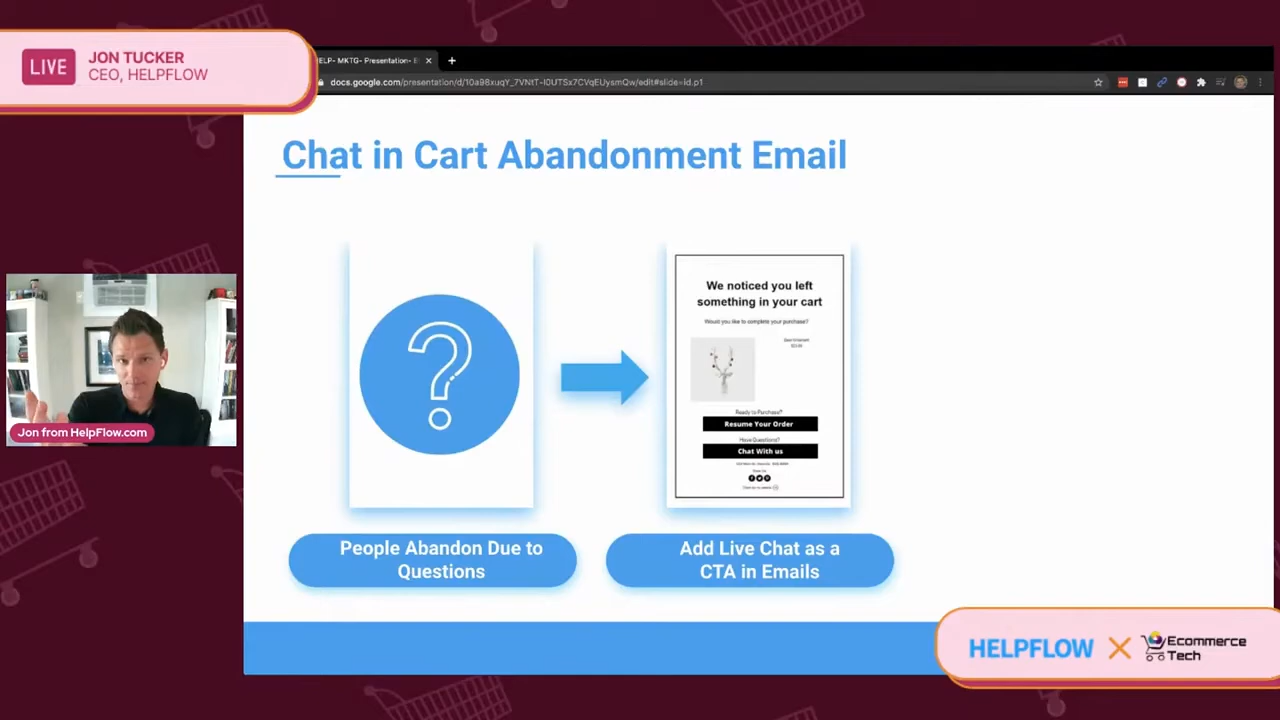 LIVE
JON TUCKER
CEO, HELPFLOW
ELP- MKTG- Presentation-
docs.google.com/presentation/d/10a98xuqY_7VNtT-I0UTSx7CVqEUysmQw/edit#slide=id.p1
Chat in Cart Abandonment Email
We noticed you left
something in your cart
Would you like to complete your purchase?
Ready to Purchase?
Resume Your Order
Have Questions?
Chat With us
Jon from HelpFlow.com
People Abandon Due to
Questions
Add Live Chat as a
CTA in Emails
HELPFLOW
Ecommerce
Tech